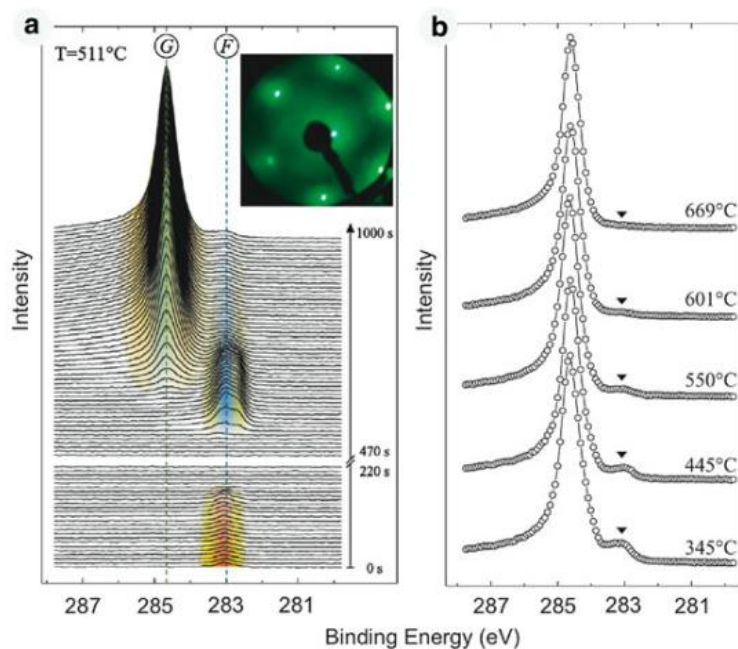 a
T=511°C
G
F
1000 s
470 s
220 s
0 s
Intensity
287
285
283
281
b
669°C
601°C
550°C
445°C
345°C
Intensity
287
285
283
281
Binding Energy (eV)